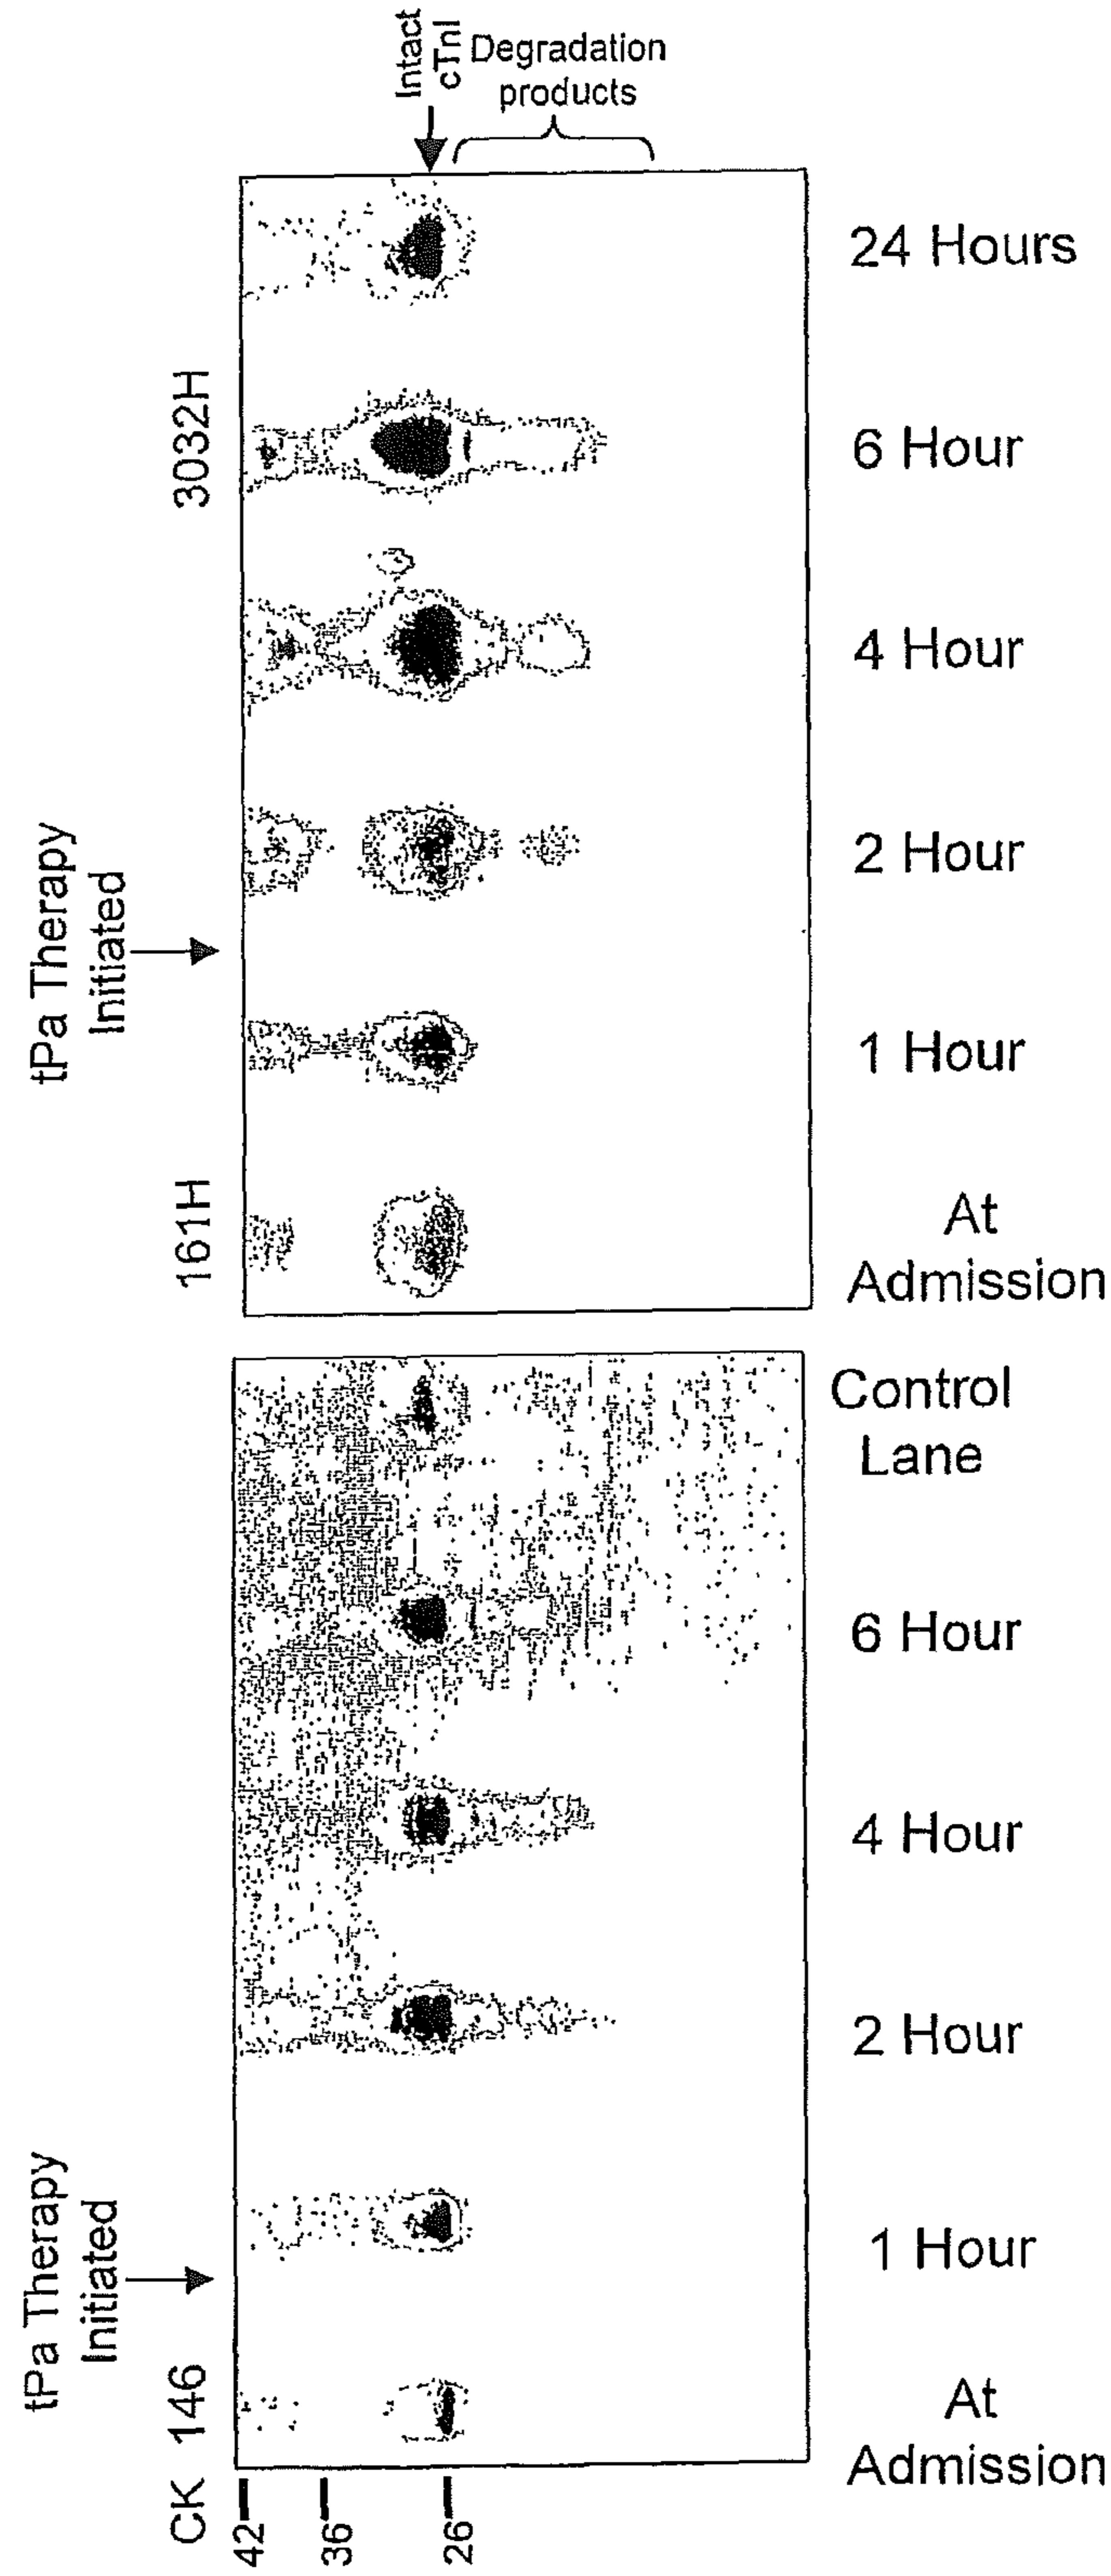 tPa Therapy
Initiated
tPa Therapy
Initiated
CK 146
161H
3032H
42
36
26
Intact
cTnI
Degradation
products
At
Admission
1 Hour
2 Hour
4 Hour
6 Hour
Control
Lane
At
Admission
1 Hour
2 Hour
4 Hour
6 Hour
24 Hours